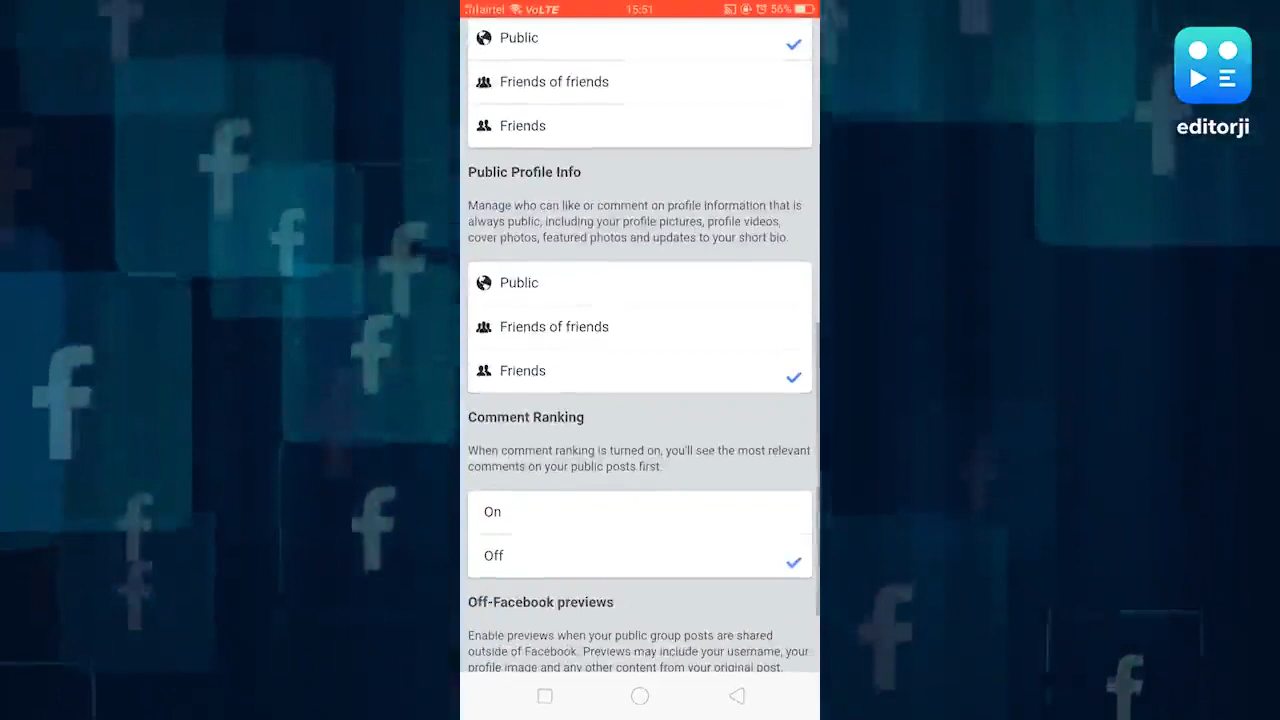 airtel VoLTE 15:51 56%
editorji
Public
Friends of friends
Friends
Public Profile Info
Manage who can like or comment on profile information that is
always public, including your profile pictures, profile videos,
cover photos, featured photos and updates to your short bio.
Public
Friends of friends
Friends
Comment Ranking
When comment ranking is turned on, you'll see the most relevant
comments on your public posts first.
On
Off
Off-Facebook previews
Enable previews when your public group posts are shared
outside of Facebook. Previews may include your username, your
profile image and any other content from your original post.